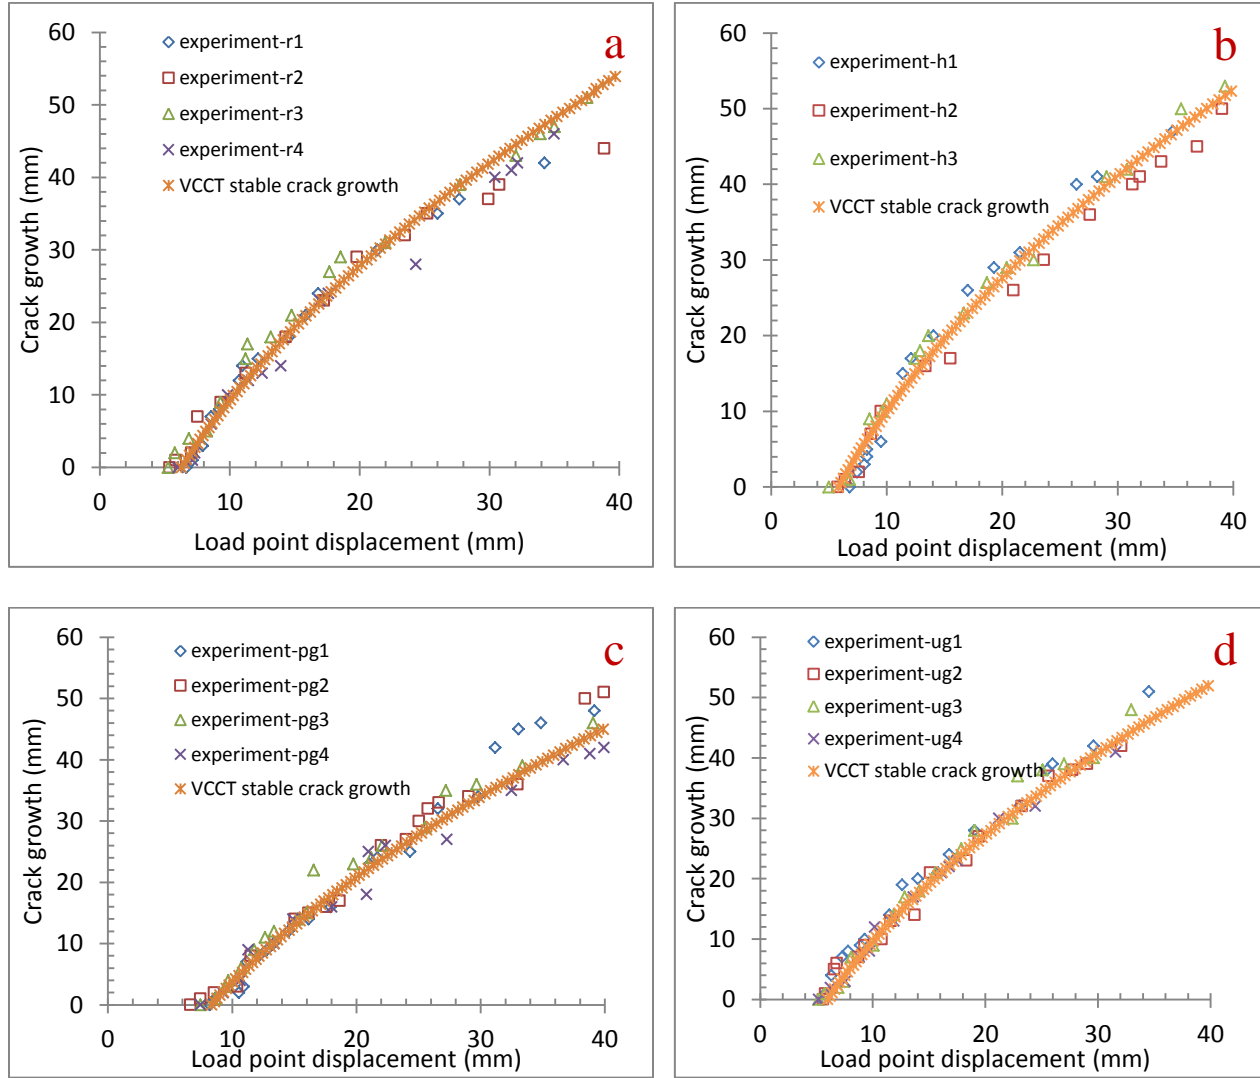 a
experiment-r1
experiment-r2
experiment-r3
experiment-r4
VCCT stable crack growth
Crack growth (mm)
60
50
40
30
20
10
0
0 10 20 30 40
Load point displacement (mm)
b
experiment-h1
experiment-h2
experiment-h3
VCCT stable crack growth
Crack growth (mm)
60
50
40
30
20
10
0
0 10 20 30 40
Load point displacement (mm)
c
experiment-pg1
experiment-pg2
experiment-pg3
experiment-pg4
VCCT stable crack growth
Crack growth (mm)
60
50
40
30
20
10
0
0 10 20 30 40
Load point displacement (mm)
d
experiment-ug1
experiment-ug2
experiment-ug3
experiment-ug4
VCCT stable crack growth
Crack growth (mm)
60
50
40
30
20
10
0
0 10 20 30 40
Load point displacement (mm)